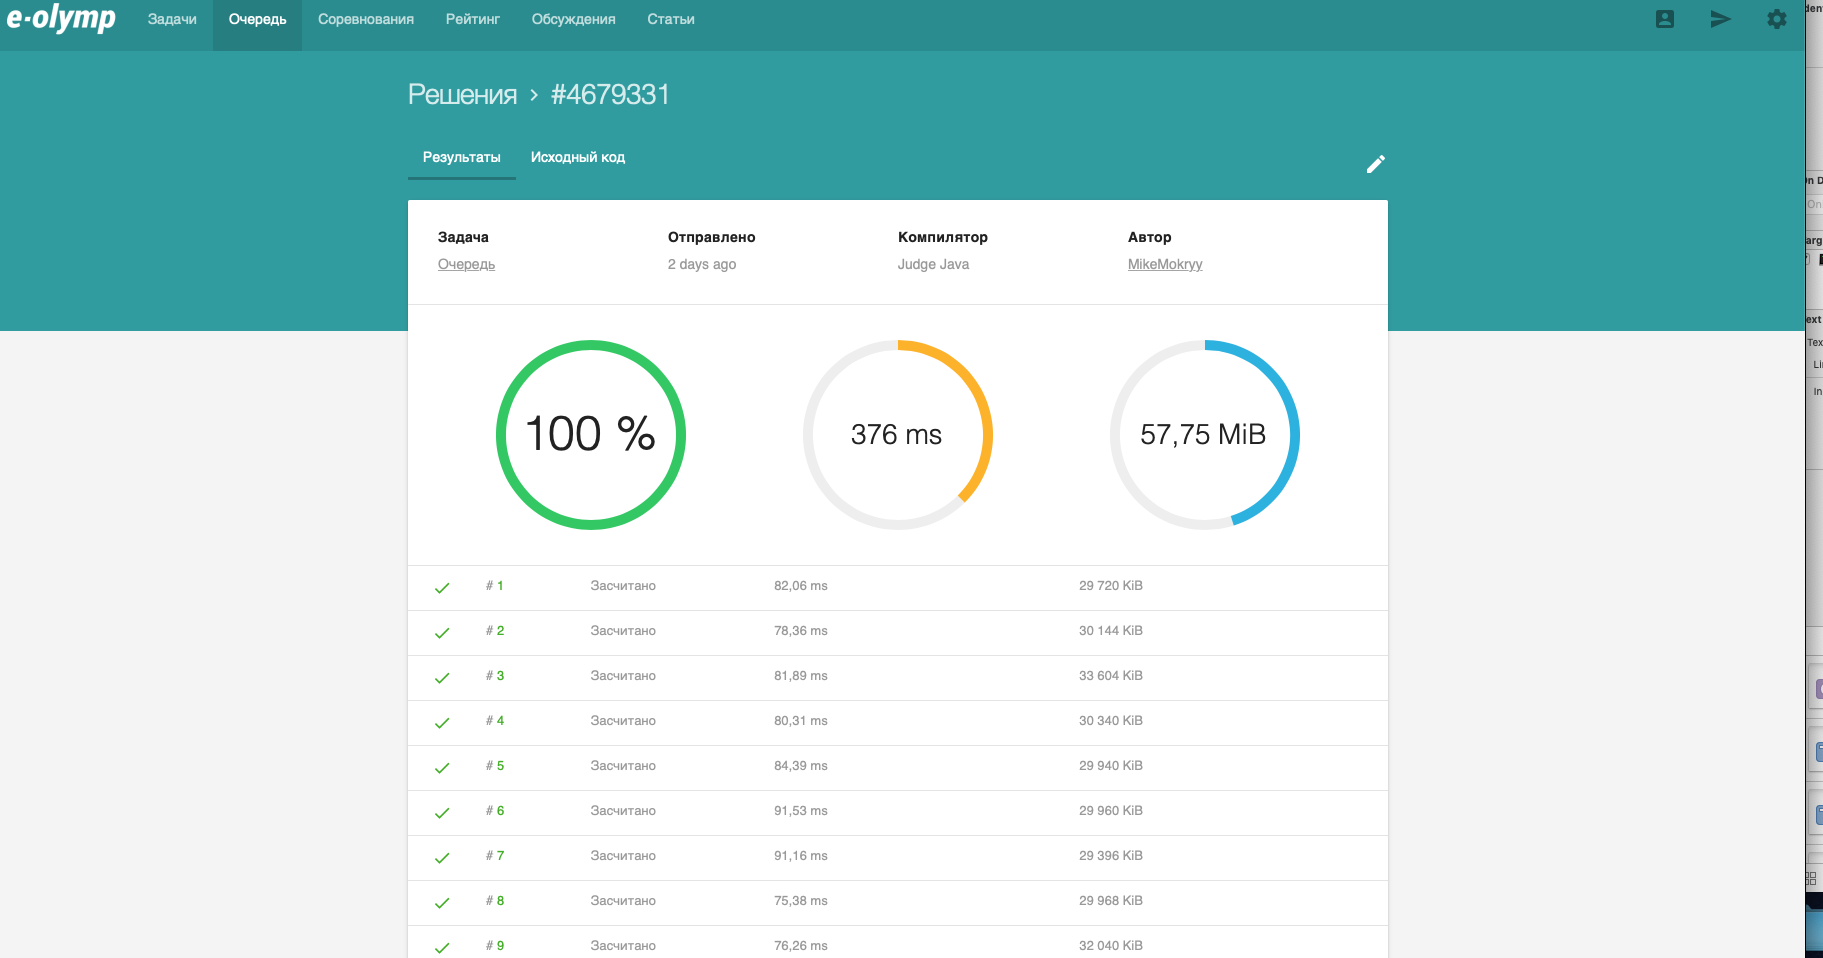 e-olymp Задачи Очередь Соревнования Рейтинг Обсуждения Статьи
Решения › #4679331
Результаты Исходный код
Задача Отправлено Компилятор Автор
Очередь 2 days ago Judge Java MikeMokryy
100 % 376 ms 57,75 MiB
# 1 Засчитано 82,06 ms 29 720 KiB
# 2 Засчитано 78,36 ms 30 144 KiB
# 3 Засчитано 81,89 ms 33 604 KiB
# 4 Засчитано 80,31 ms 30 340 KiB
# 5 Засчитано 84,39 ms 29 940 KiB
# 6 Засчитано 91,53 ms 29 960 KiB
# 7 Засчитано 91,16 ms 29 396 KiB
# 8 Засчитано 75,38 ms 29 968 KiB
# 9 Засчитано 76,26 ms 32 040 KiB